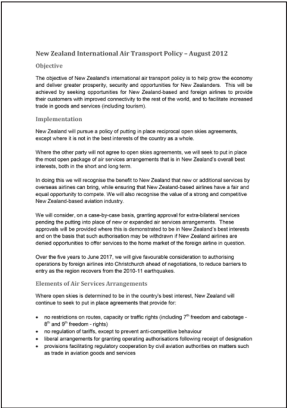 New Zealand International Air Transport Policy – August 2012
Objective
The objective of New Zealand's international air transport policy is to help grow the economy
and deliver greater prosperity, security and opportunities for New Zealanders.  This will be
achieved by seeking opportunities for New Zealand-based and foreign airlines to provide
their customers with improved connectivity to the rest of the world, and to facilitate increased
trade in goods and services (including tourism).
Implementation
New Zealand will pursue a policy of putting in place reciprocal open skies agreements,
except where it is not in the best interests of the country as a whole.
Where the other party will not agree to open skies agreements, we will seek to put in place
the most open package of air services arrangements that is in New Zealand's overall best
interests, both in the short and long term.
In doing this we will recognise the benefit to New Zealand that new or additional services by
overseas airlines can bring, while ensuring that New Zealand-based airlines have a fair and
equal opportunity to compete. We will also recognise the value of a strong and competitive
New Zealand-based aviation industry.
We will consider, on a case-by-case basis, granting approval for extra-bilateral services
pending the putting into place of new or expanded air services arrangements.  These
approvals will be provided where this is demonstrated to be in New Zealand's best interests
and on the basis that such authorisation may be withdrawn if New Zealand airlines are
denied opportunities to offer services to the home market of the foreign airline in question.
Over the five years to June 2017, we will give favourable consideration to authorising
operations by foreign airlines into Christchurch ahead of negotiations, to reduce barriers to
entry as the region recovers from the 2010-11 earthquakes.
Elements of Air Services Arrangements
Where open skies is determined to be in the country's best interest, New Zealand will
continue to seek to put in place agreements that provide for:
• no restrictions on routes, capacity or traffic rights (including 7th freedom and cabotage -
8th and 9th freedom - rights)
• no regulation of tariffs, except to prevent anti-competitive behaviour
• liberal arrangements for granting operating authorisations following receipt of designation
• provisions facilitating regulatory cooperation by civil aviation authorities on matters such
as trade in aviation goods and services